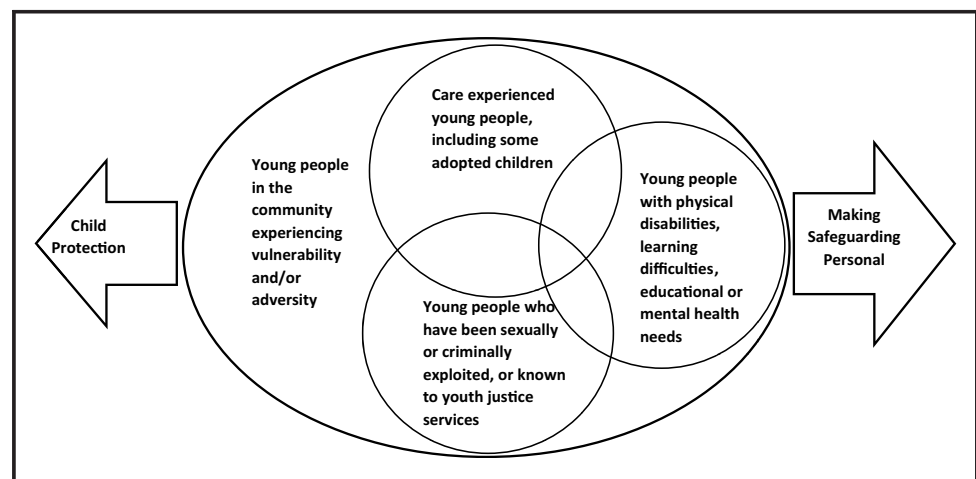 Child
Protection
Young people
in the
community
experiencing
vulnerability
and/or
adversity
Care experienced
young people,
including some
adopted children
Young people who
have been sexually
or criminally
exploited, or known
to youth justice
services
Young people
with physical
disabilities,
learning
difficulties,
educational or
mental health
needs
Making
Safeguarding
Personal